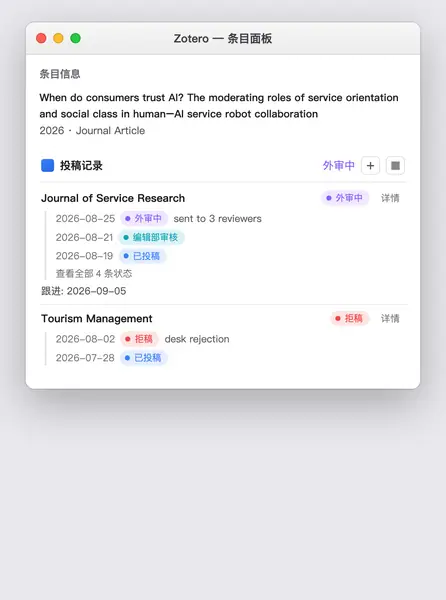 Zotero — 条目面板
条目信息
When do consumers trust AI? The moderating roles of service orientation
and social class in human—AI service robot collaboration
2026 · Journal Article
投稿记录 外审中 +
Journal of Service Research 外审中 详情
2026-08-25 外审中 sent to 3 reviewers
2026-08-21 编辑部审核
2026-08-19 已投稿
查看全部 4 条状态
跟进: 2026-09-05
Tourism Management 拒稿 详情
2026-08-02 拒稿 desk rejection
2026-07-28 已投稿